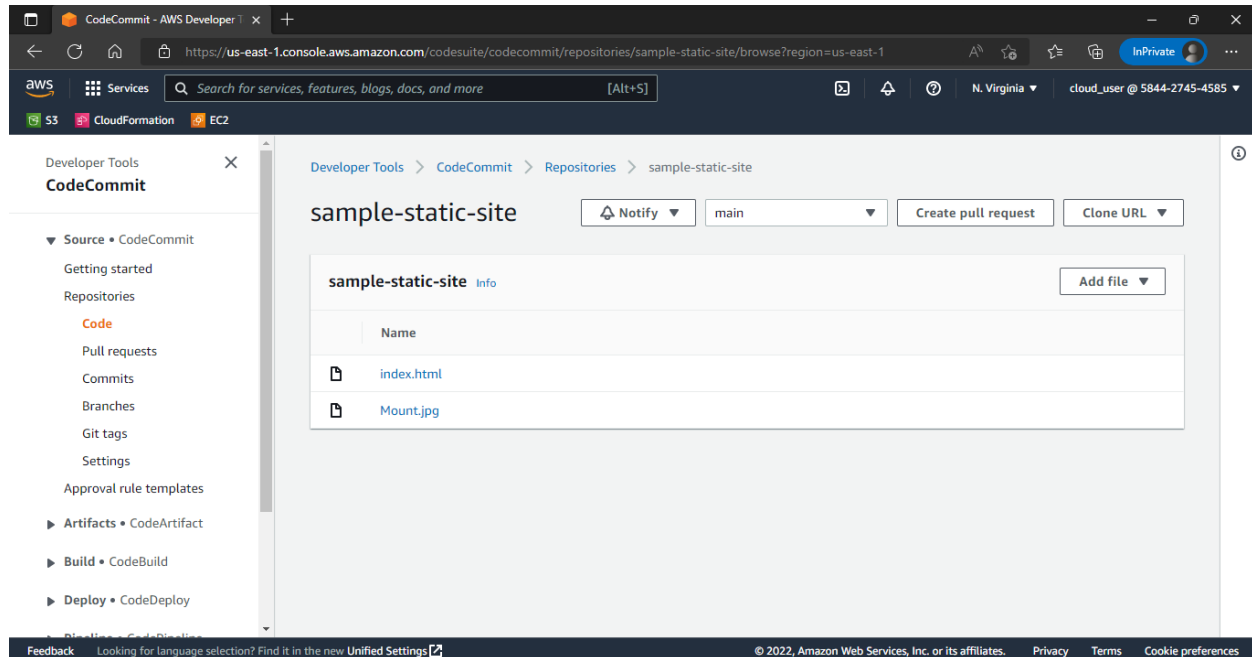 CodeCommit - AWS Developer T
https://us-east-1.console.aws.amazon.com/codesuite/codecommit/repositories/sample-static-site/browse?region=us-east-1
InPrivate
aws
Services
Search for services, features, blogs, docs, and more
[Alt+S]
N. Virginia
cloud_user @ 5844-2745-4585
S3
CloudFormation
EC2
Developer Tools
CodeCommit
Source • CodeCommit
Getting started
Repositories
Code
Pull requests
Commits
Branches
Git tags
Settings
Approval rule templates
Artifacts • CodeArtifact
Build • CodeBuild
Deploy • CodeDeploy
Pipeline • CodePipeline
Developer Tools > CodeCommit > Repositories > sample-static-site
sample-static-site
Notify
main
Create pull request
Clone URL
sample-static-site Info
Add file
Name
index.html
Mount.jpg
Feedback
Looking for language selection? Find it in the new Unified Settings
© 2022, Amazon Web Services, Inc. or its affiliates.
Privacy
Terms
Cookie preferences